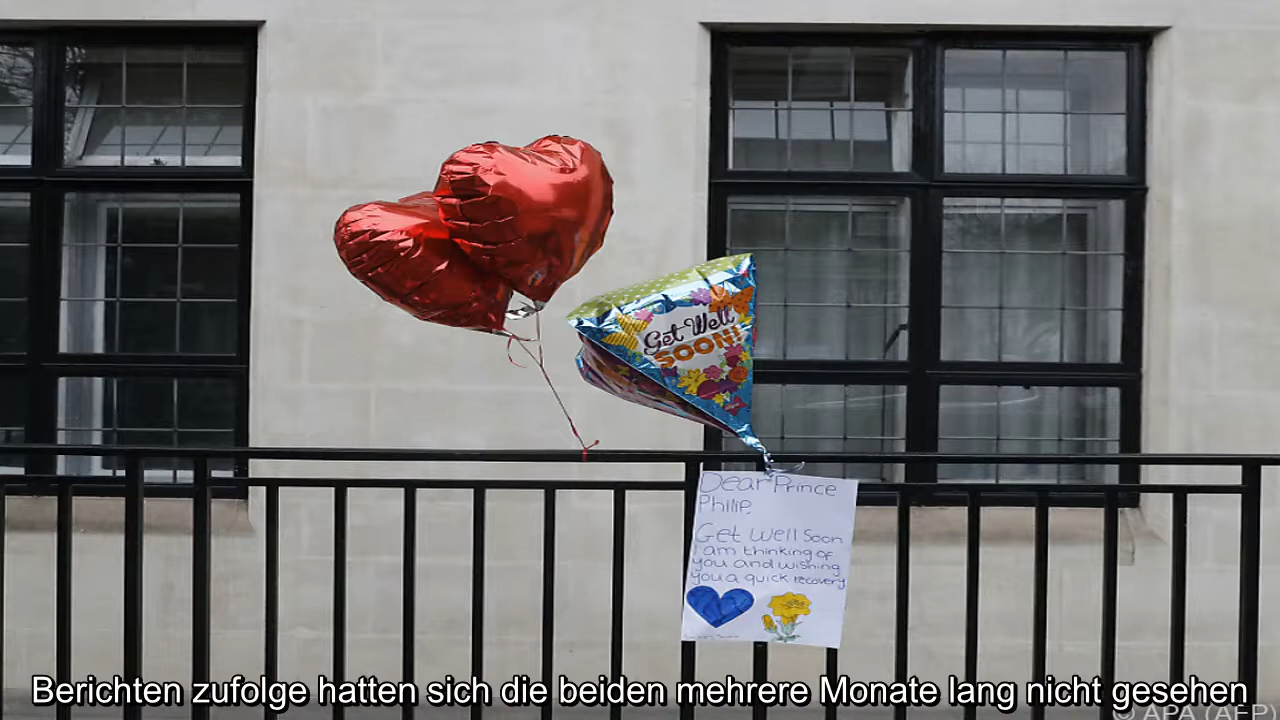 Get Well
SOON!
Dear Prince
Philip
Get well Soon
I am thinking of
you and wishing
you a quick recovery
Berichten zufolge hatten sich die beiden mehrere Monate lang nicht gesehen
© APA (AFP)